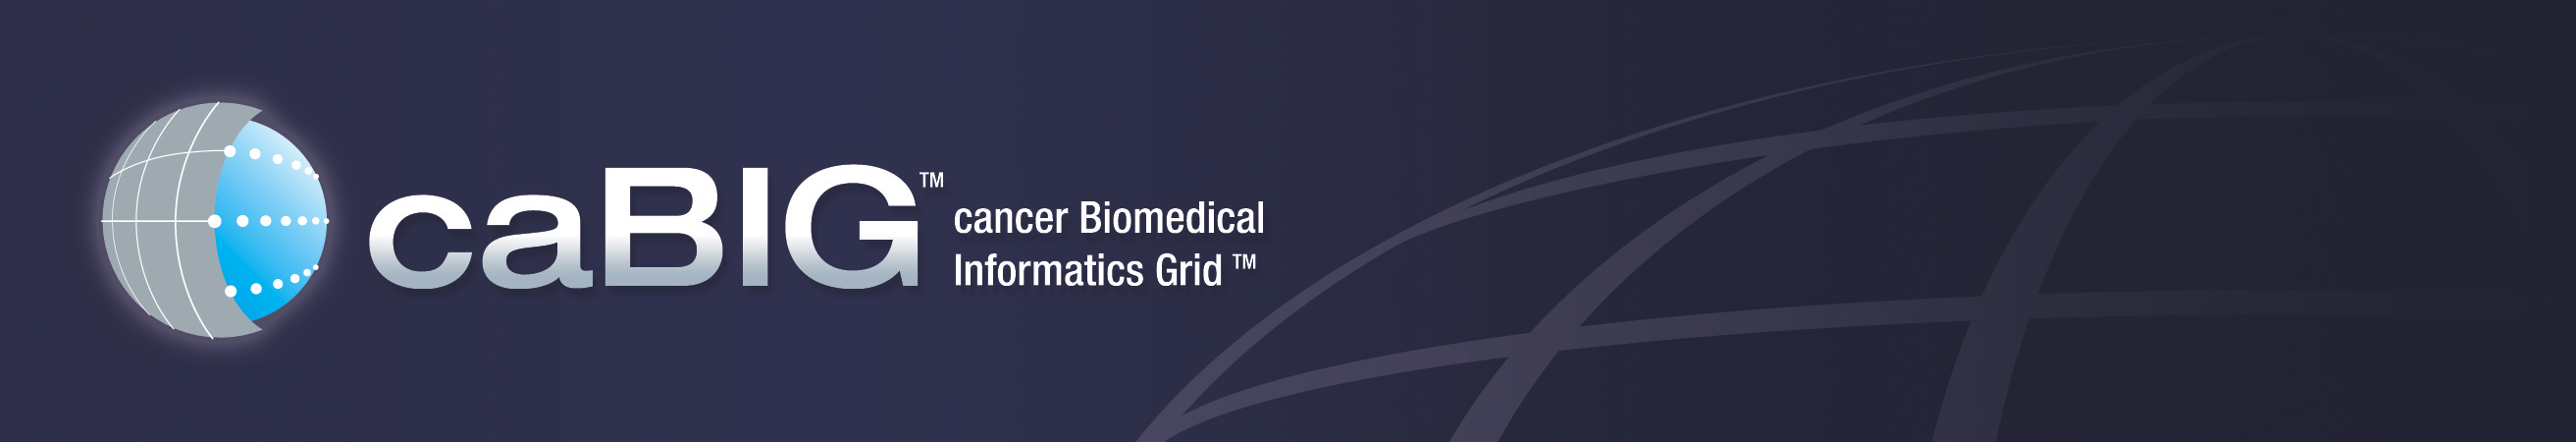 caBIG™
cancer Biomedical
Informatics Grid ™